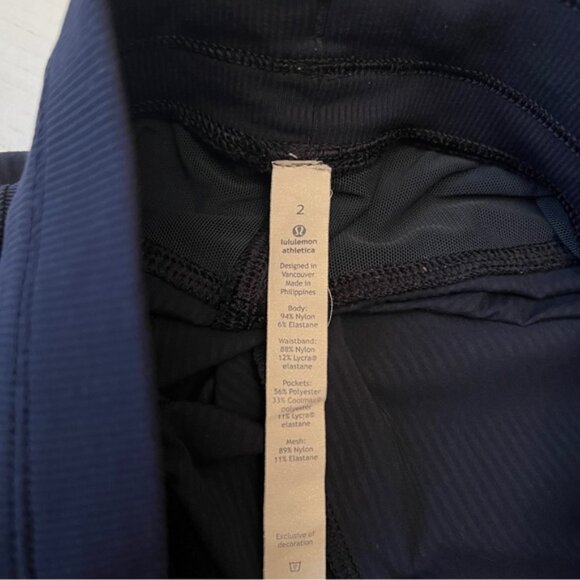 2
lululemon
athletica
Designed in
Vancouver
Made in
Philippines
Body:
94% Nylon
6% Elastane
Waistband:
88% Nylon
12% Lycra®
elastane
Pockets:
56% Polyester
33% Coolmax
polyester
11% Lycra®
elastane
Mesh:
89% Nylon
11% Elastane
Exclusive of
decoration